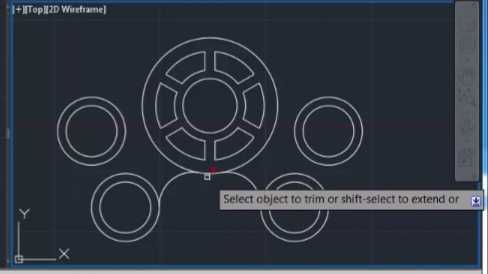 [+][Top][2D Wireframe]
Select object to trim or shift-select to extend or
Y
X